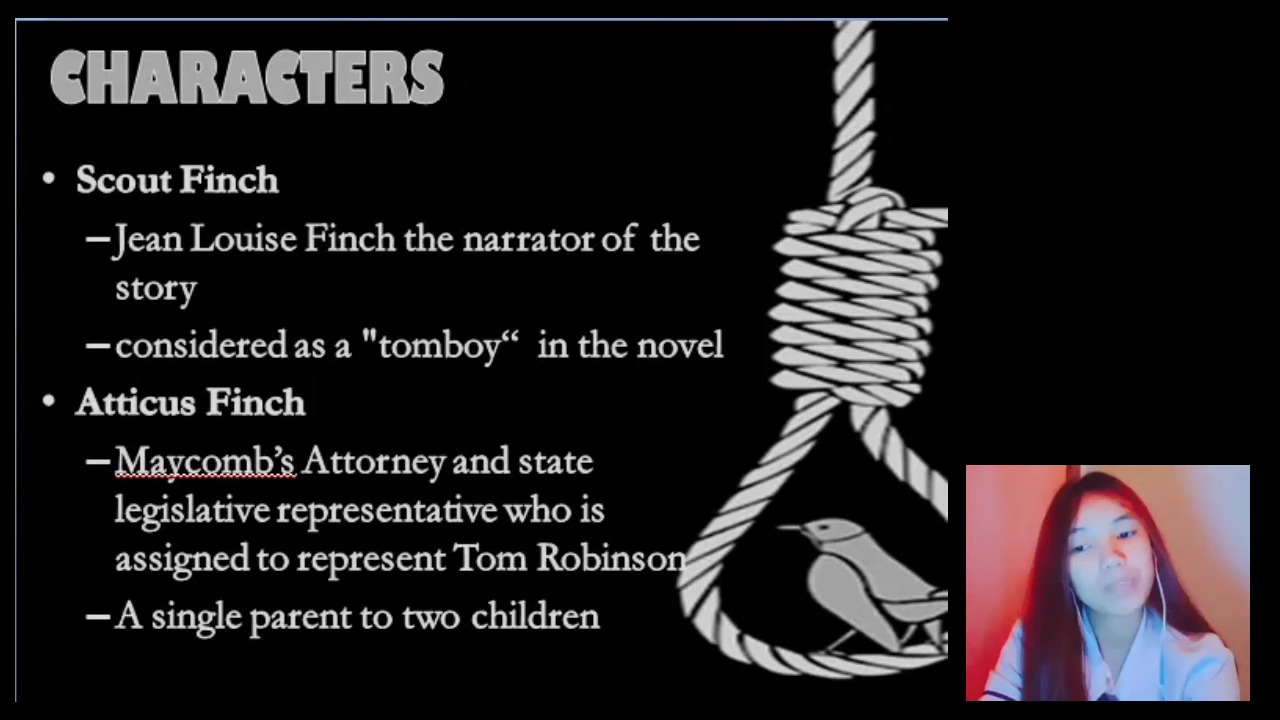 CHARACTERS
• Scout Finch
–Jean Louise Finch the narrator of the
story
–considered as a "tomboy“ in the novel
• Atticus Finch
–Maycomb’s Attorney and state
legislative representative who is
assigned to represent Tom Robinson
–A single parent to two children